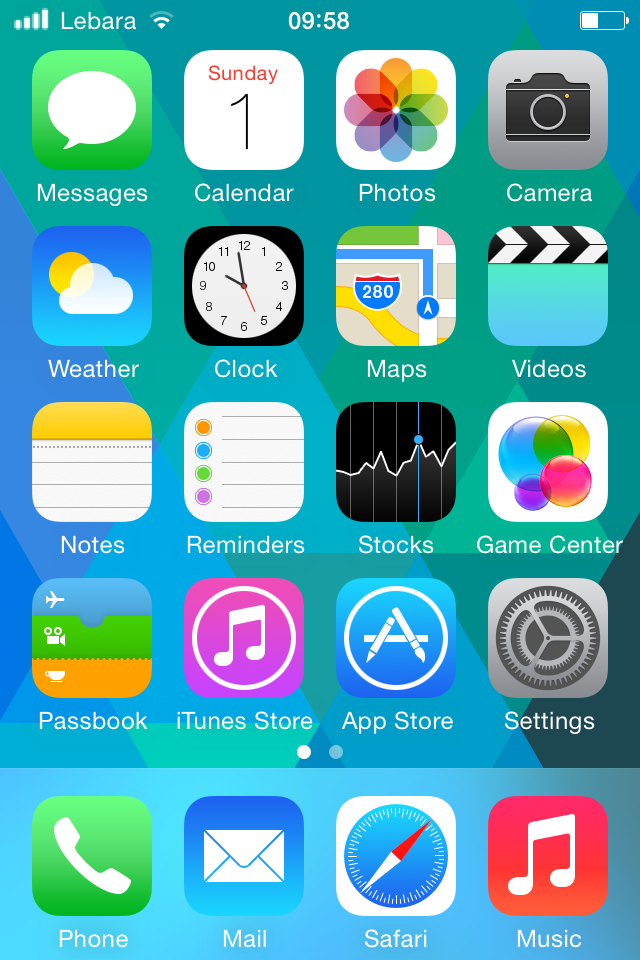 Lebara 09:58
Sunday
1
Messages Calendar Photos Camera
12
11 1
10 2
9 3
8 4
7 5
6
280
Weather Clock Maps Videos
Notes Reminders Stocks Game Center
Passbook iTunes Store App Store Settings
Phone Mail Safari Music